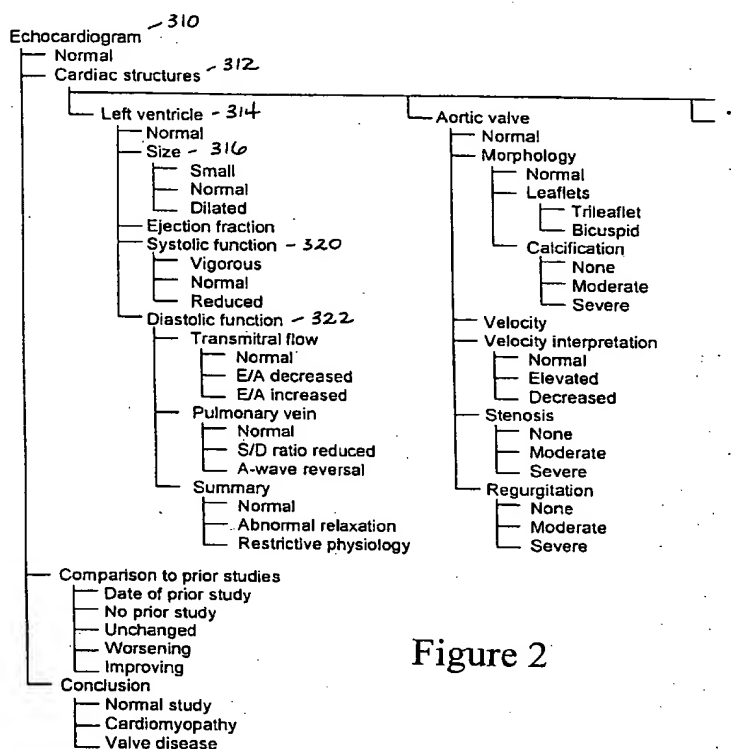 Echocardiogram 310
Normal
Cardiac structures 312
Left ventricle - 314
Normal
Size - 316
Small
Normal
Dilated
Ejection fraction
Systolic function - 320
Vigorous
Normal
Reduced
Diastolic function - 322
Transmitral flow
Normal
E/A decreased
E/A increased
Pulmonary vein
Normal
S/D ratio reduced
A-wave reversal
Summary
Normal
Abnormal relaxation
Restrictive physiology
Aortic valve
Normal
Morphology
Normal
Leaflets
Trileaflet
Bicuspid
Calcification
None
Moderate
Severe
Velocity
Velocity interpretation
Normal
Elevated
Decreased
Stenosis
None
Moderate
Severe
Regurgitation
None
Moderate
Severe
Comparison to prior studies
Date of prior study
No prior study
Unchanged
Worsening
Improving
Conclusion
Normal study
Cardiomyopathy
Valve disease
Figure 2